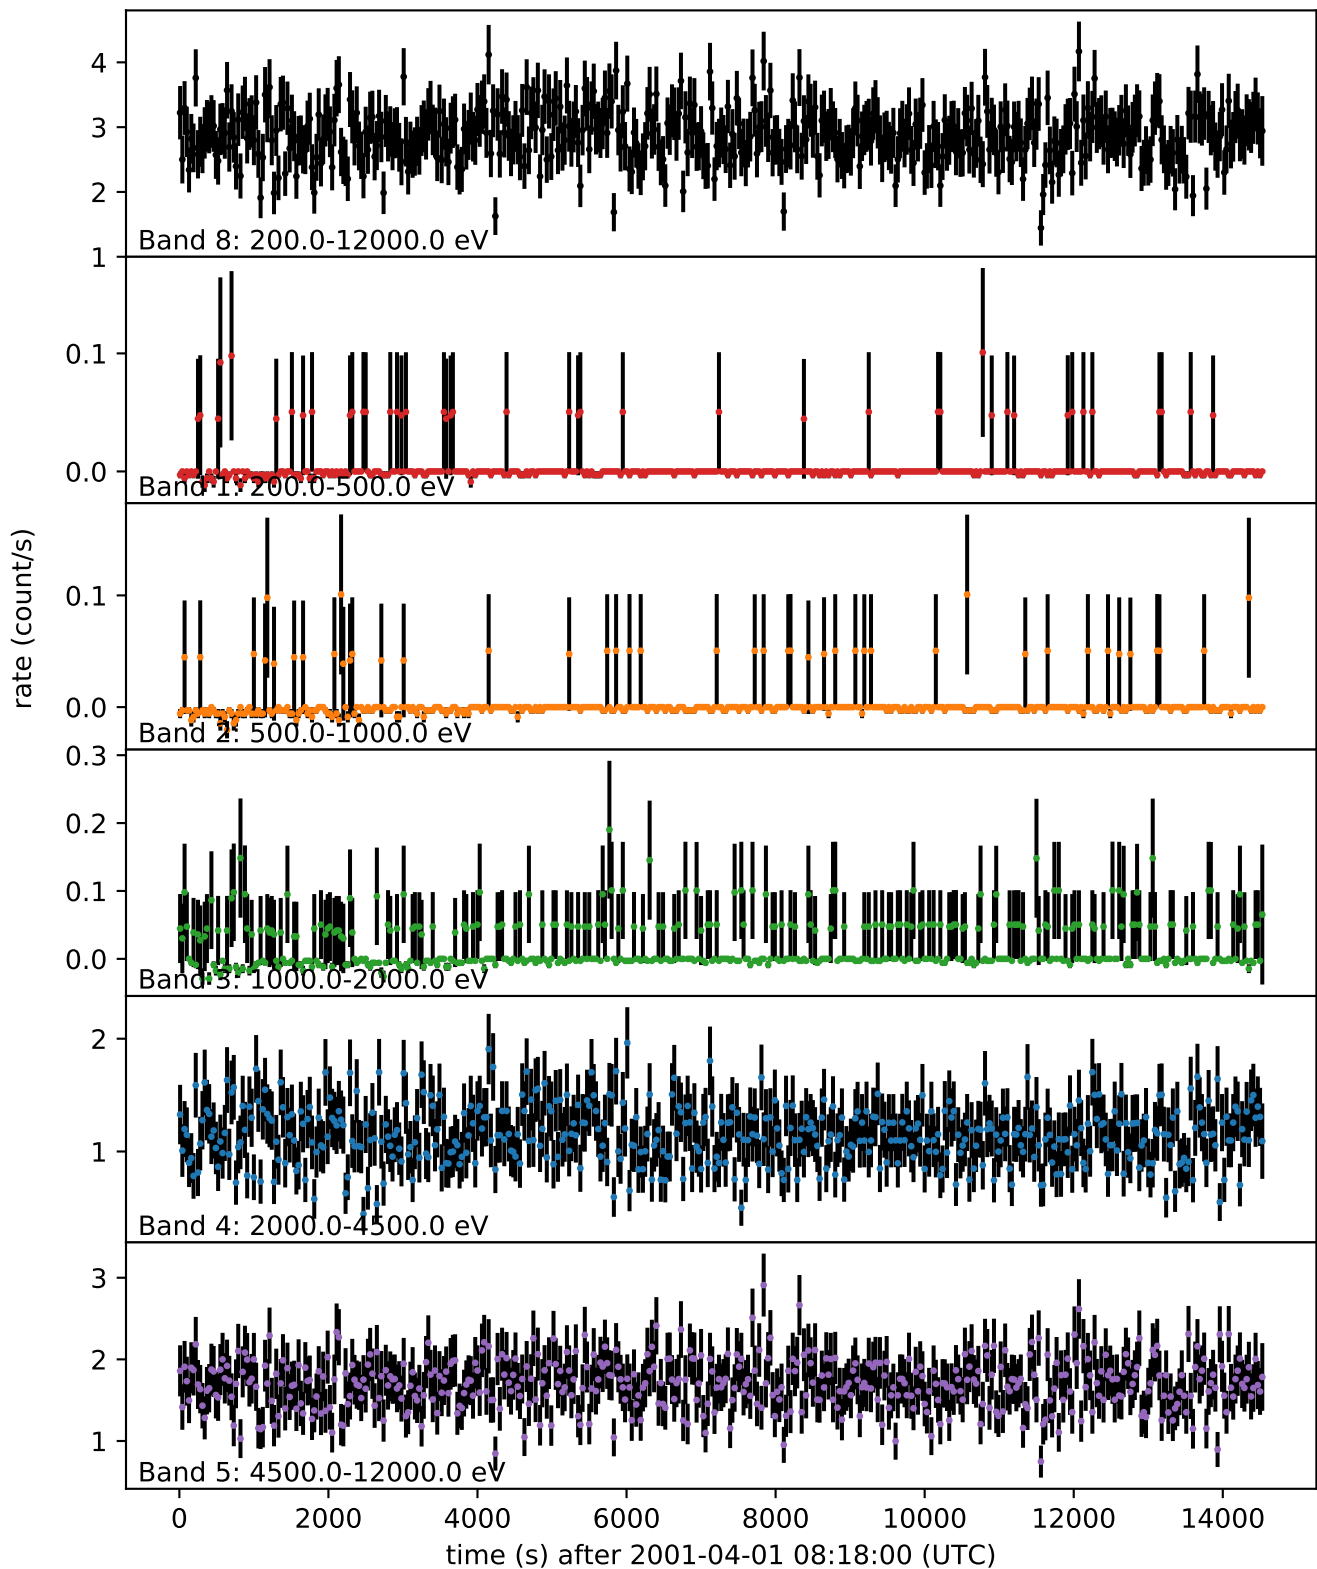 4
3
2
Band 8: 200.0-12000.0 eV
1
0.1
0.0
Band 1: 200.0-500.0 eV
rate (count/s)
0.1
0.0
Band 2: 500.0-1000.0 eV
0.3
0.2
0.1
0.0
Band 3: 1000.0-2000.0 eV
2
1
Band 4: 2000.0-4500.0 eV
3
2
1
Band 5: 4500.0-12000.0 eV
0 2000 4000 6000 8000 10000 12000 14000
time (s) after 2001-04-01 08:18:00 (UTC)